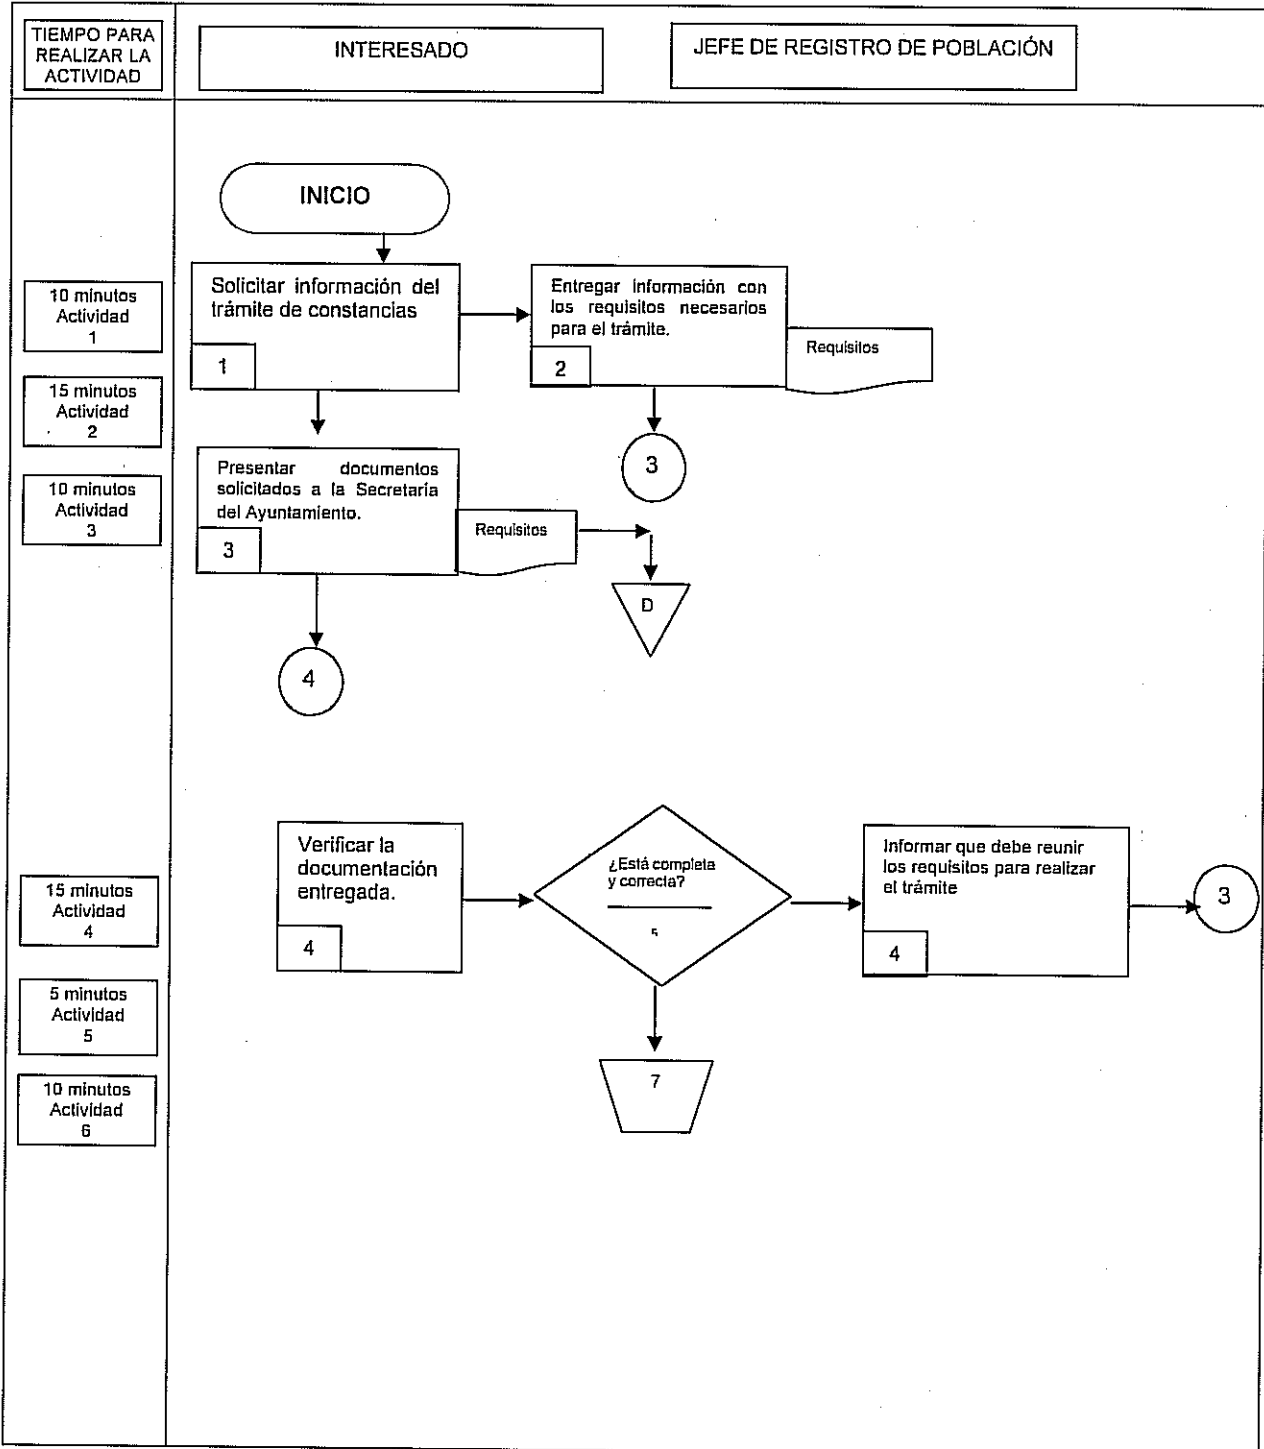 TIEMPO PARA
REALIZAR LA
ACTIVIDAD
INTERESADO
JEFE DE REGISTRO DE POBLACIÓN
INICIO
10 minutos
Actividad
1
Solicitar información del
trámite de constancias
1
Entregar información con
los requisitos necesarios
para el trámite.
2
Requisitos
15 minutos
Actividad
2
3
10 minutos
Actividad
3
Presentar documentos
solicitados a la Secretaría
del Ayuntamiento.
3
Requisitos
D
4
15 minutos
Actividad
4
Verificar la
documentación
entregada.
4
¿Está completa
y correcta?
5
Informar que debe reunir
los requisitos para realizar
el trámite
4
3
5 minutos
Actividad
5
7
10 minutos
Actividad
6